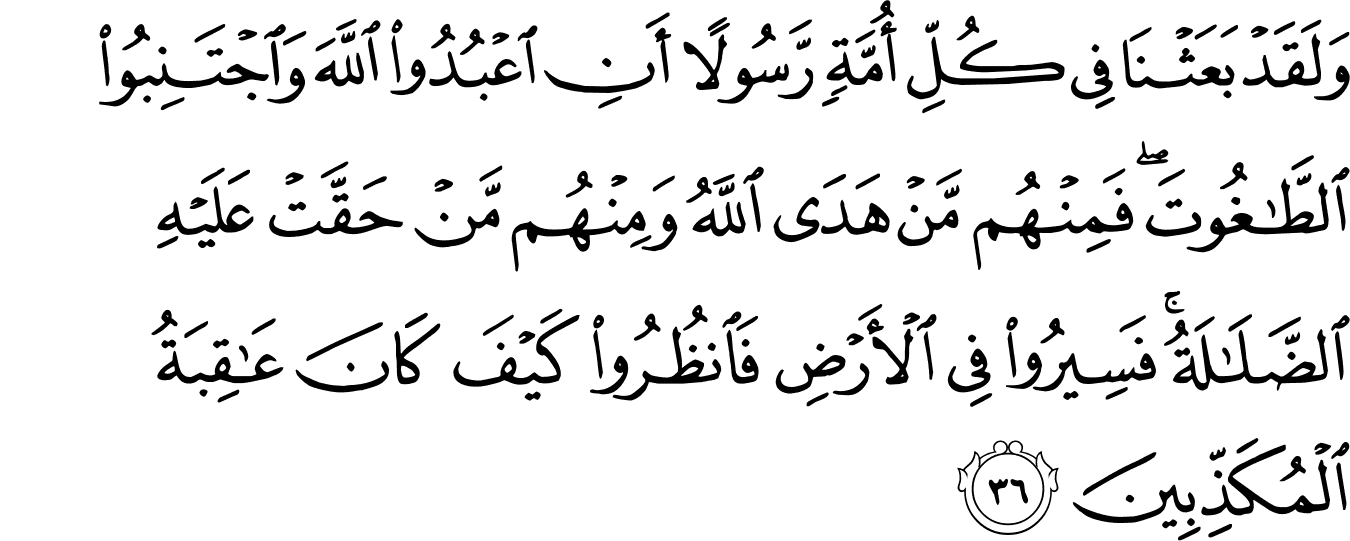 وَلَقَدۡ بَعَثۡنَا فِى كُلِّ أُمَّةٍ رَّسُولًا أَنِ ٱعۡبُدُواْ ٱللَّهَ وَٱجۡتَنِبُواْ
ٱلطَّٰغُوتَۖ فَمِنۡهُم مَّنۡ هَدَى ٱللَّهُ وَمِنۡهُم مَّنۡ حَقَّتۡ عَلَيۡهِ
ٱلضَّلَٰلَةُۚ فَسِيرُواْ فِى ٱلۡأَرۡضِ فَٱنظُرُواْ كَيۡفَ كَانَ عَٰقِبَةُ
ٱلۡمُكَذِّبِينَ ٣٦